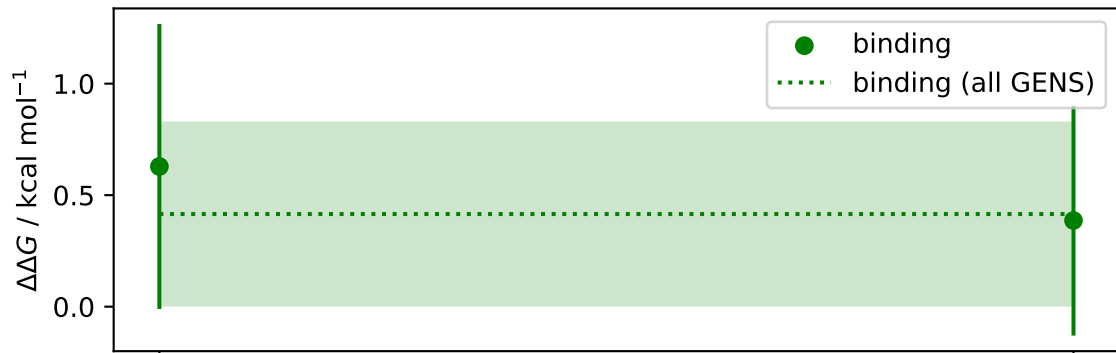 binding
binding (all GENS)
1.0
0.5
0.0
ΔΔG / kcal mol⁻¹